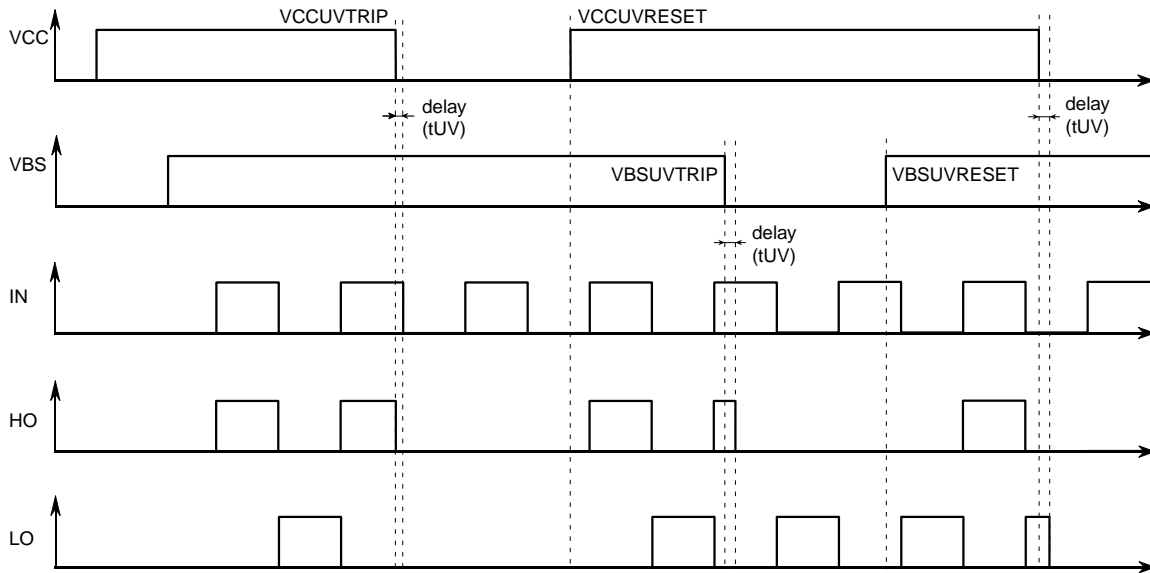 VCCUVTRIP
VCCUVRESET
VCC
delay
(tUV)
delay
(tUV)
VBS
VBSUVTRIP
VBSUVRESET
delay
(tUV)
IN
HO
LO